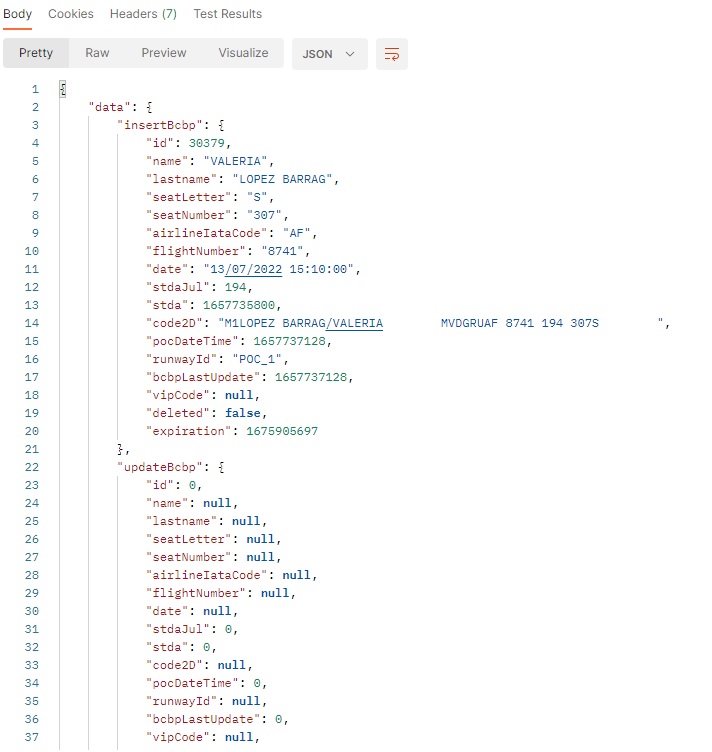 Body Cookies Headers (7) Test Results
Pretty Raw Preview Visualize JSON
1 {
2 "data": {
3 "insertBcbp": {
4 "id": 30379,
5 "name": "VALERIA",
6 "lastname": "LOPEZ BARRAG",
7 "seatLetter": "S",
8 "seatNumber": "307",
9 "airlineIataCode": "AF",
10 "flightNumber": "8741",
11 "date": "13/07/2022 15:10:00",
12 "stdaJul": 194,
13 "stda": 1657735800,
14 "code2D": "M1LOPEZ BARRAG/VALERIA        MVDGRUAF 8741 194 307S        ",
15 "pocDateTime": 1657737128,
16 "runwayId": "POC_1",
17 "bcbpLastUpdate": 1657737128,
18 "vipCode": null,
19 "deleted": false,
20 "expiration": 1675905697
21 },
22 "updateBcbp": {
23 "id": 0,
24 "name": null,
25 "lastname": null,
26 "seatLetter": null,
27 "seatNumber": null,
28 "airlineIataCode": null,
29 "flightNumber": null,
30 "date": null,
31 "stdaJul": 0,
32 "stda": 0,
33 "code2D": null,
34 "pocDateTime": 0,
35 "runwayId": null,
36 "bcbpLastUpdate": 0,
37 "vipCode": null,